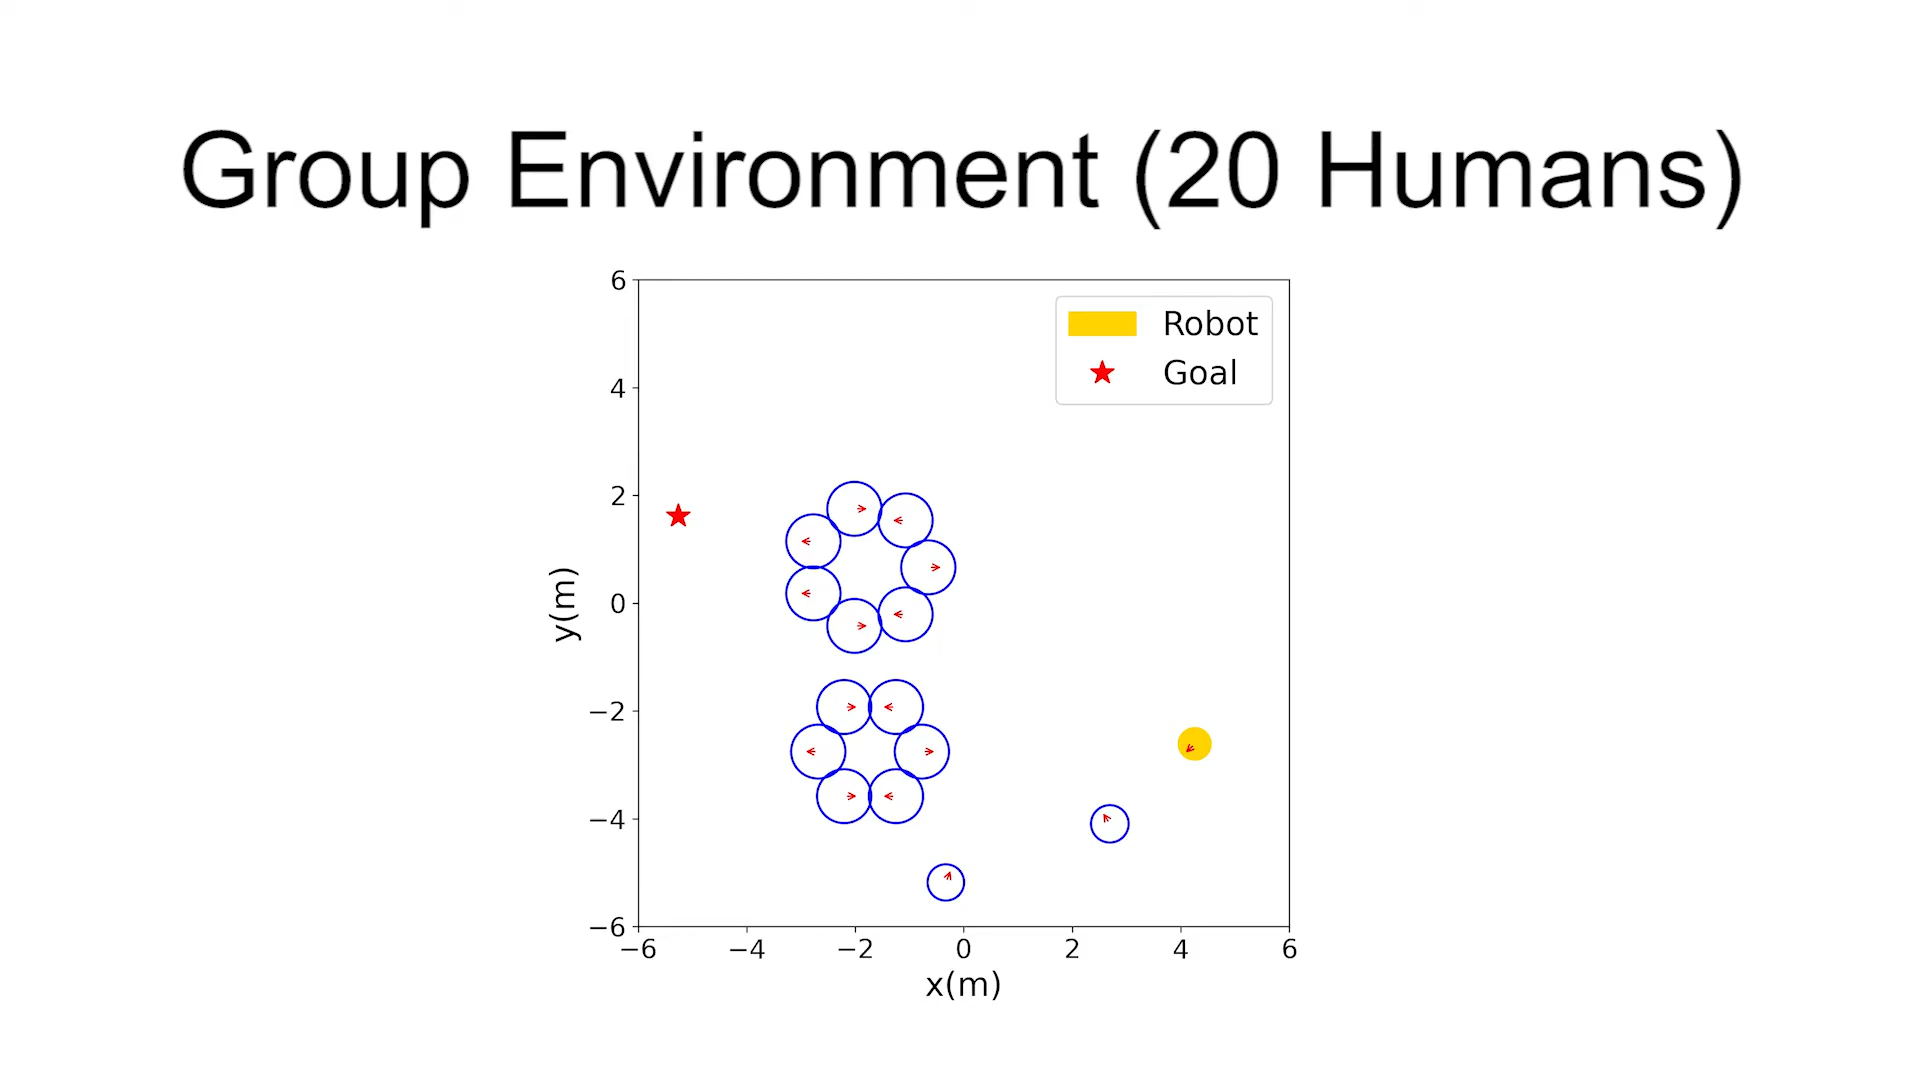 Group Environment (20 Humans)
6
Robot
Goal
4
2
0
−2
−4
−6
y(m)
−6 −4 −2 0 2 4 6
x(m)